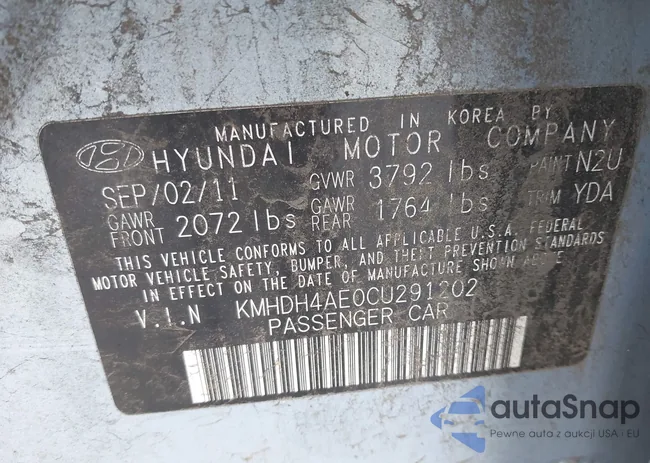 MANUFACTURED IN KOREA BY
HYUNDAI MOTOR COMPANY
SEP/02/11 GVWR 3792 lbs PAINT N2U
GAWR FRONT 2072 lbs GAWR REAR 1764 lbs TRIM YDA
THIS VEHICLE CONFORMS TO ALL APPLICABLE U.S.A. FEDERAL
MOTOR VEHICLE SAFETY, BUMPER, AND THEFT PREVENTION STANDARDS
IN EFFECT ON THE DATE OF MANUFACTURE SHOWN ABOVE
V.I.N KMHDH4AE0CU291202
PASSENGER CAR
autaSnap
Pewne auta z aukcji USA i EU